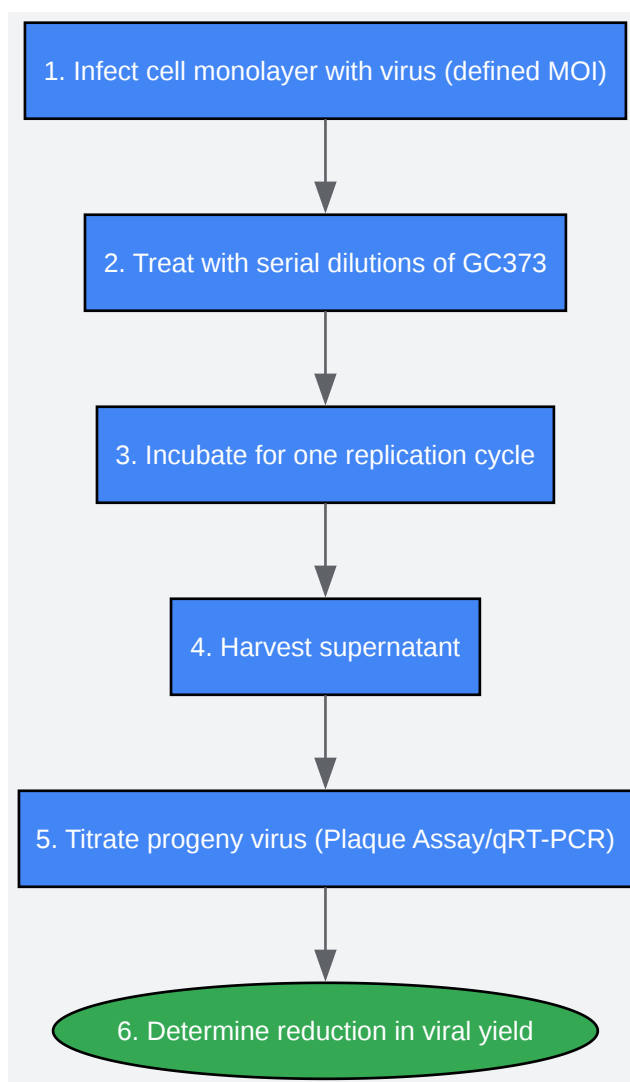 1. Infect cell monolayer with virus (defined MOI)
2. Treat with serial dilutions of GC373
3. Incubate for one replication cycle
4. Harvest supernatant
5. Titrate progeny virus (Plaque Assay/qRT-PCR)
6. Determine reduction in viral yield